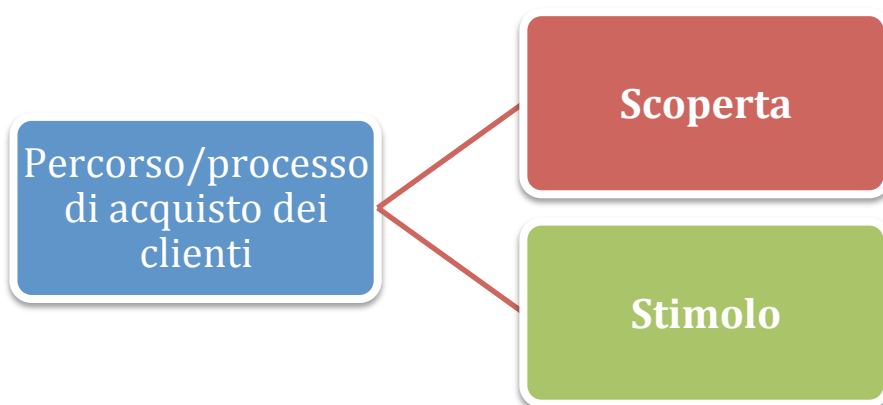 Percorso/processo
di acquisto dei
clienti
Scoperta
Stimolo